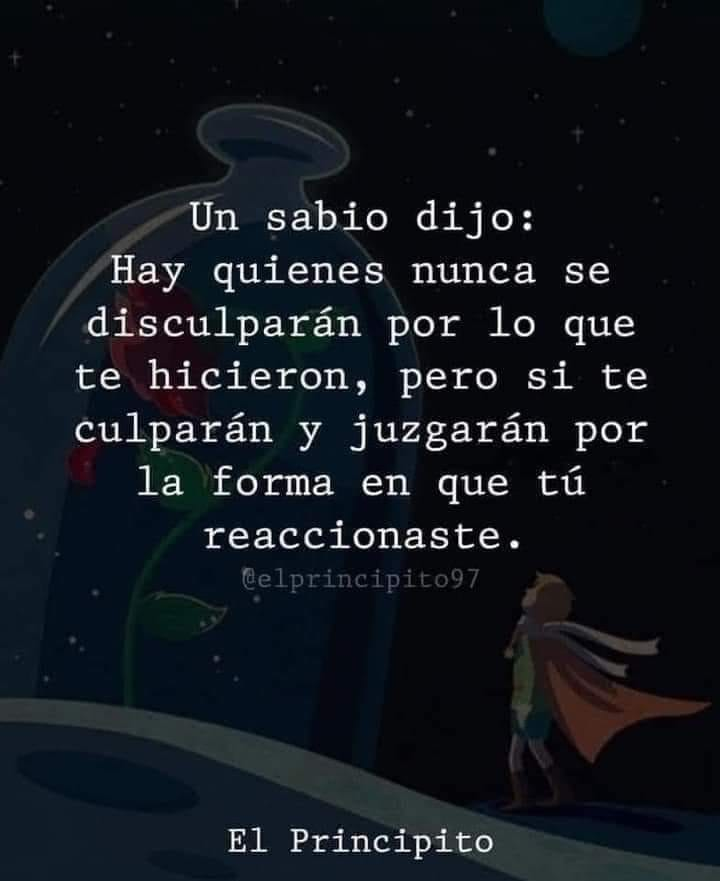 Un sabio dijo:
Hay quienes nunca se
disculparán por lo que
te hicieron, pero si te
culparán y juzgarán por
la forma en que tú
reaccionaste.
@elprincipito97
El Principito